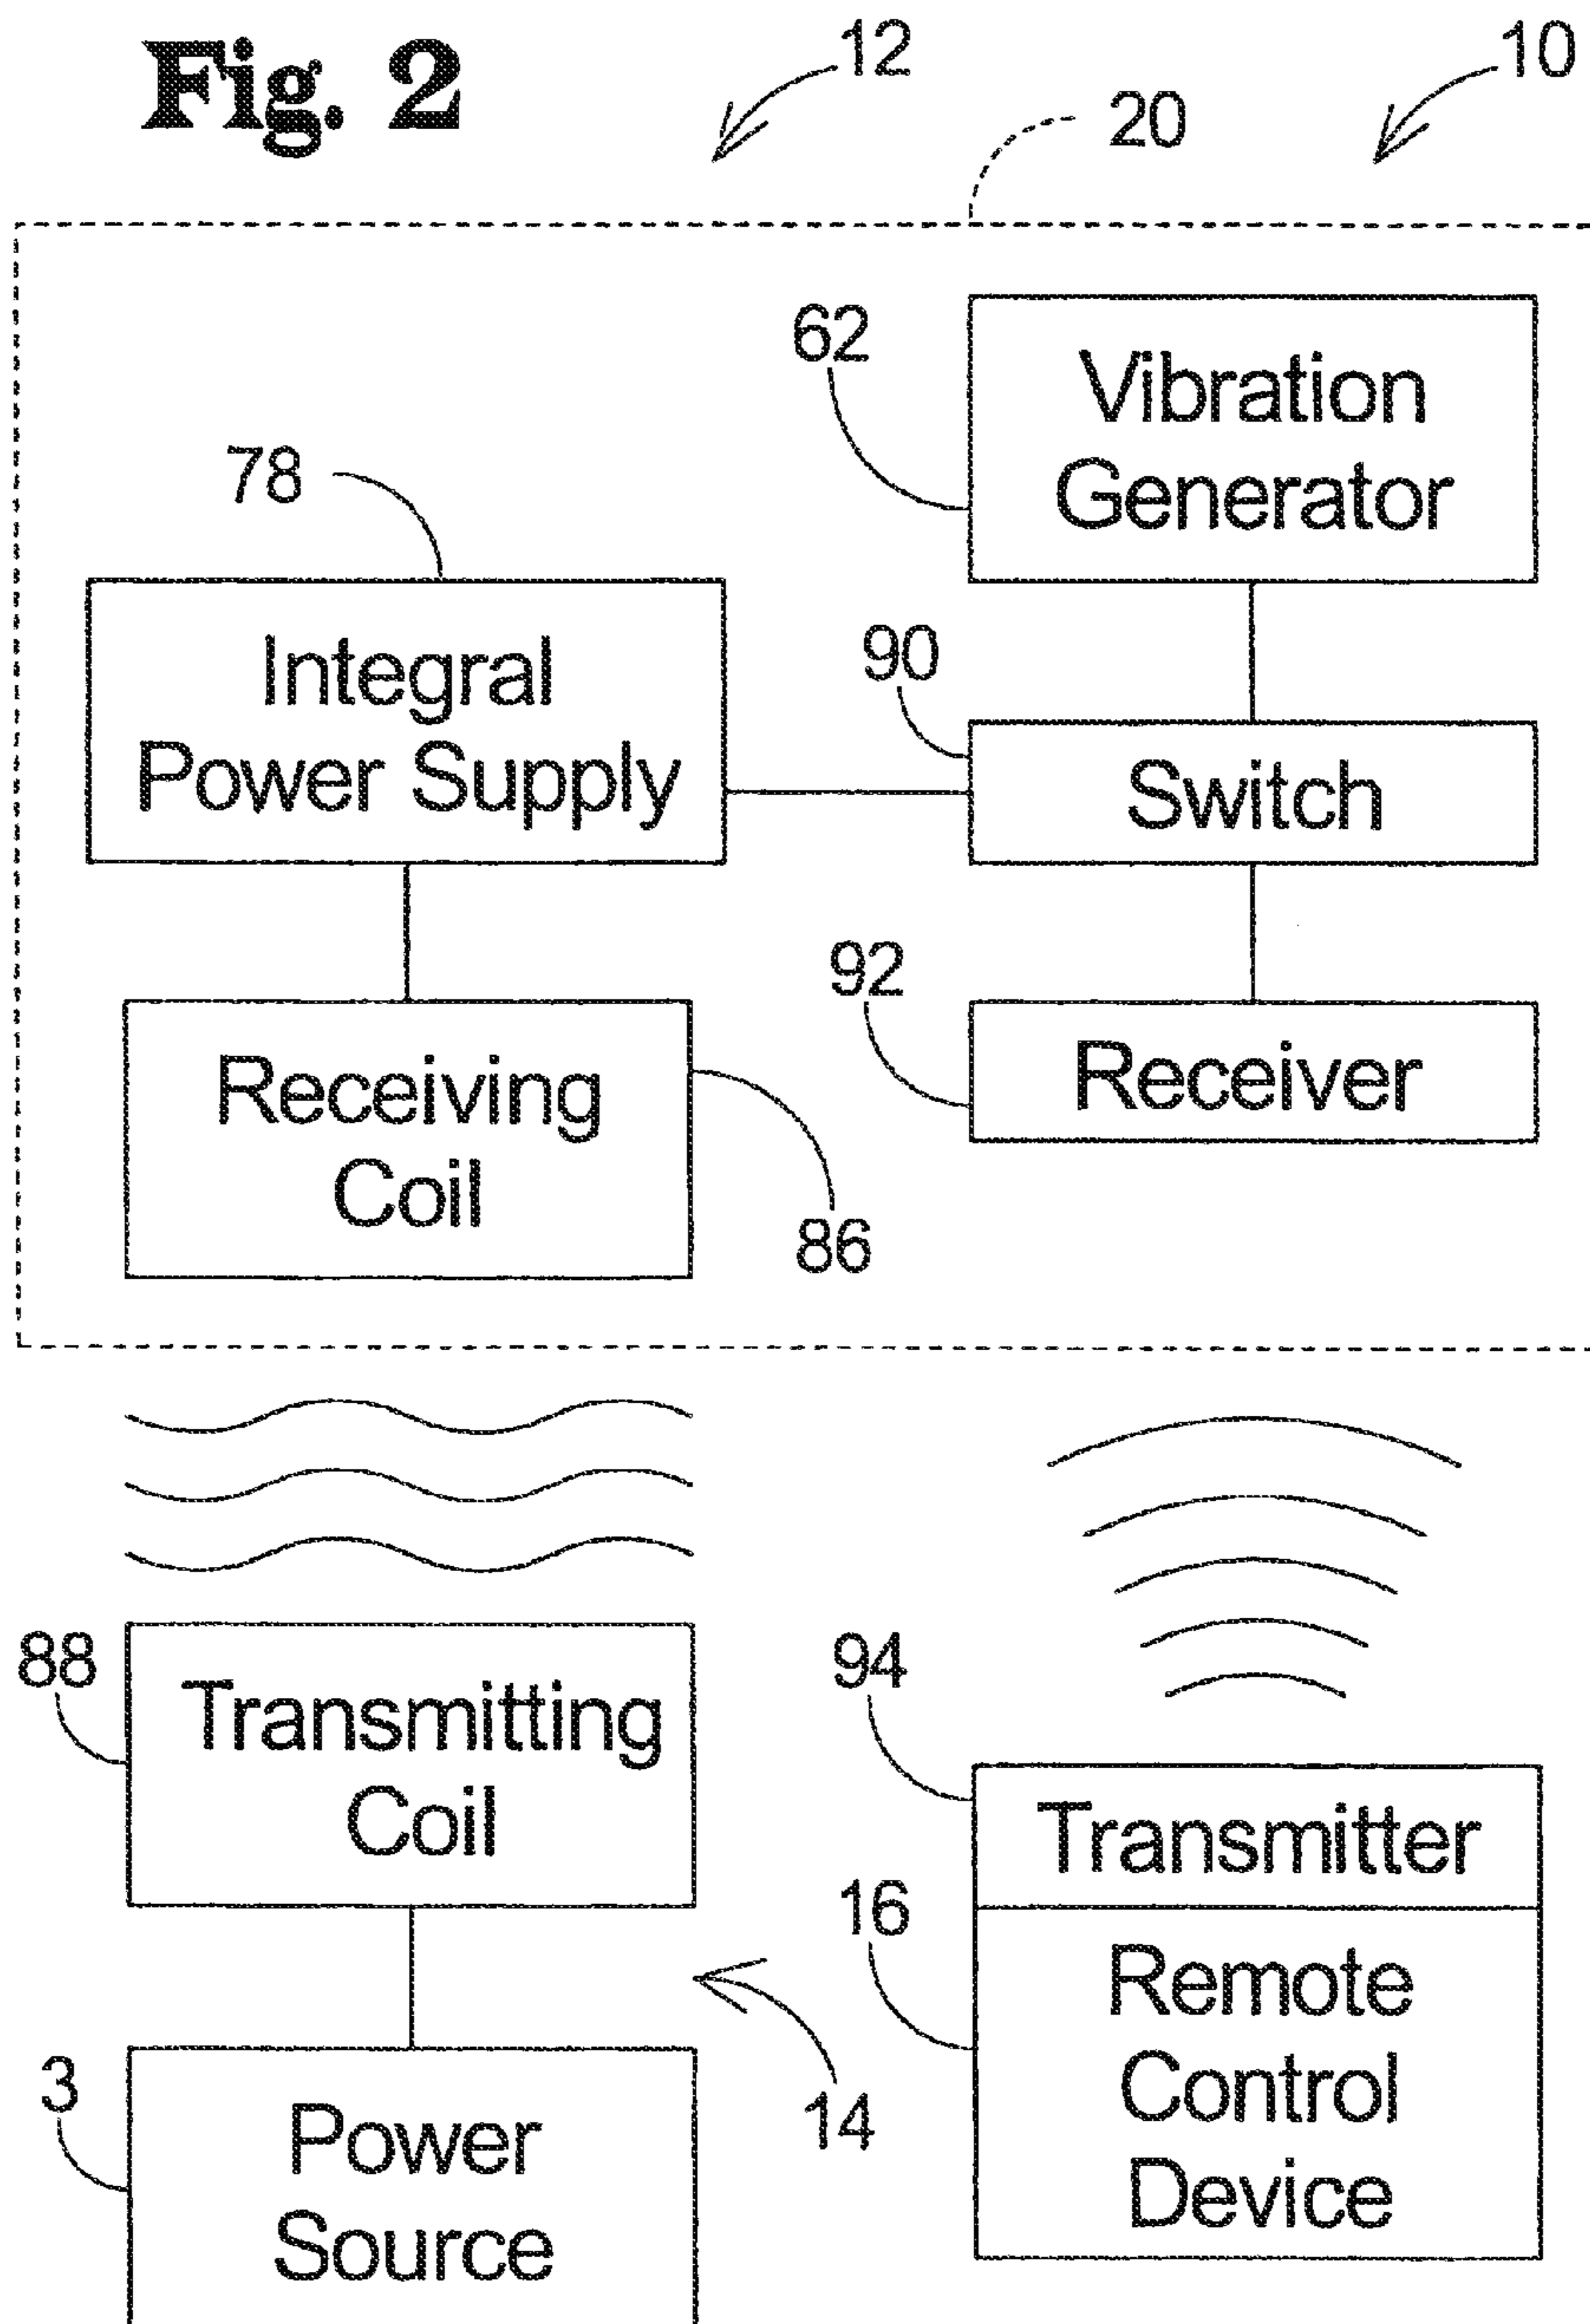 Fig. 2
12
10
20
62
Vibration
Generator
78
Integral
Power Supply
90
Switch
92
Receiver
Receiving
Coil
86
88
Transmitting
Coil
94
Transmitter
16
Remote
Control
Device
14
3
Power
Source